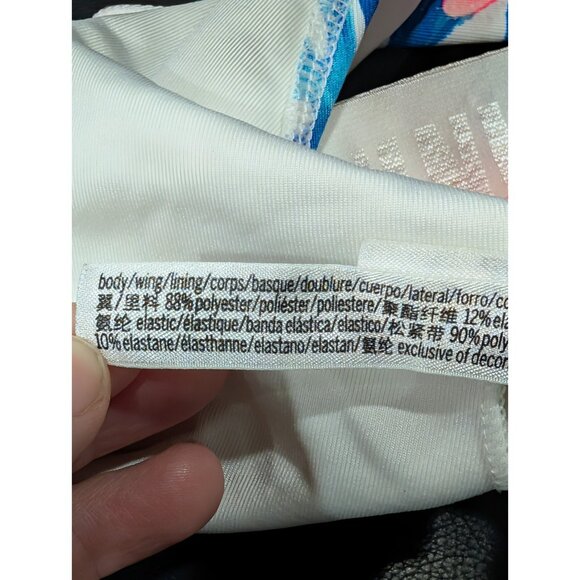 body/wing/lining/corps/basque/doublure/cuerpo/lateral/forro/co
翼/里料 88% polyester/poliéster/poliestere/聚酯纤维 12% ela
氨纶 elastic/élastique/banda elástica/elastico/松紧带 90% poly
10% elastane/élasthanne/elastano/elastan/氨纶 exclusive of decor